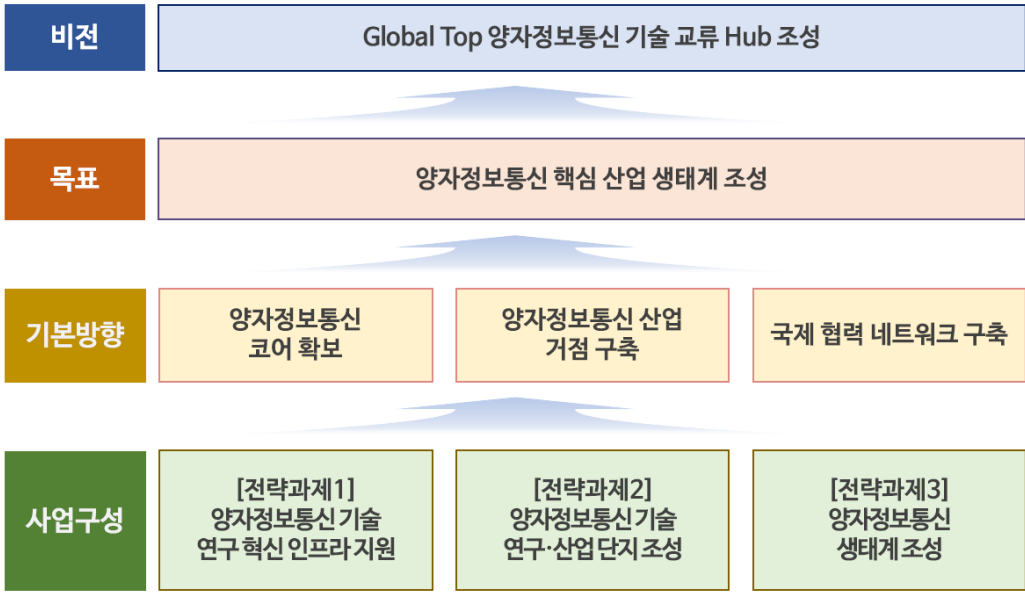 비전
Global Top 양자정보통신 기술 교류 Hub 조성
목표
양자정보통신 핵심 산업 생태계 조성
기본방향
양자정보통신
코어 확보
양자정보통신 산업
거점 구축
국제 협력 네트워크 구축
사업구성
[전략과제1]
양자정보통신 기술
연구 혁신 인프라 지원
[전략과제2]
양자정보통신 기술
연구·산업 단지 조성
[전략과제3]
양자정보통신
생태계 조성